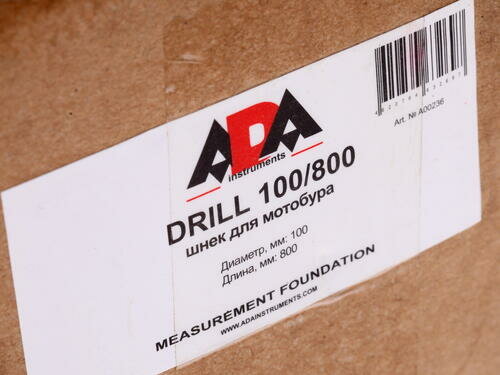 ADA
instruments
DRILL 100/800
шнек для мотобура
Диаметр, мм: 100
Длина, мм: 800
MEASUREMENT FOUNDATION
WWW.ADAINSTRUMENTS.COM
Art. № A00236